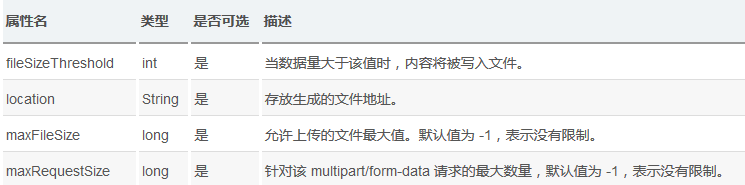 属性名 类型 是否可选 描述
fileSizeThreshold int 是 当数据量大于该值时，内容将被写入文件。
location String 是 存放生成的文件地址。
maxFileSize long 是 允许上传的文件最大值。默认值为 -1，表示没有限制。
maxRequestSize long 是 针对该 multipart/form-data 请求的最大数量，默认值为 -1，表示没有限制。